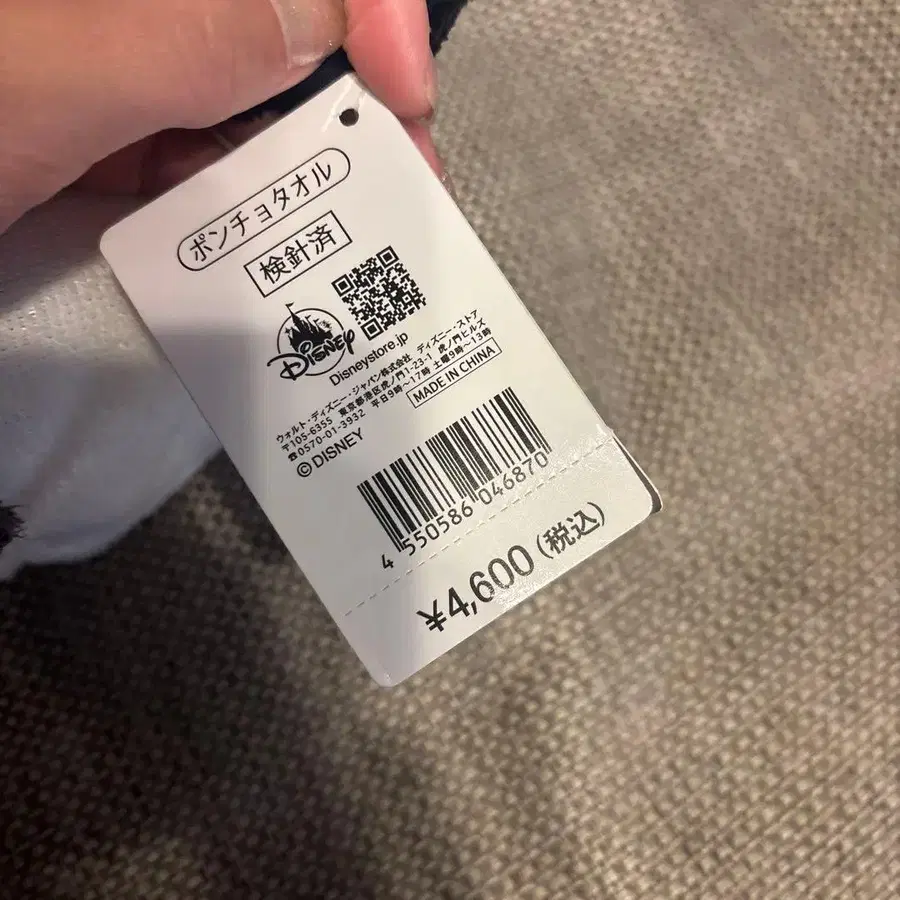 ポンチョタオル
検針済
Disney
Disneystore.jp
ウォルト・ディズニー・ジャパン株式会社 ディズニー・ストア
〒105-6355 東京都港区虎ノ門1-23-1 虎ノ門ヒルズ
☎0570-01-3932 平日9時〜17時 土曜9時〜13時
©DISNEY
MADE IN CHINA
4 550586 046870
¥4,600(税込)